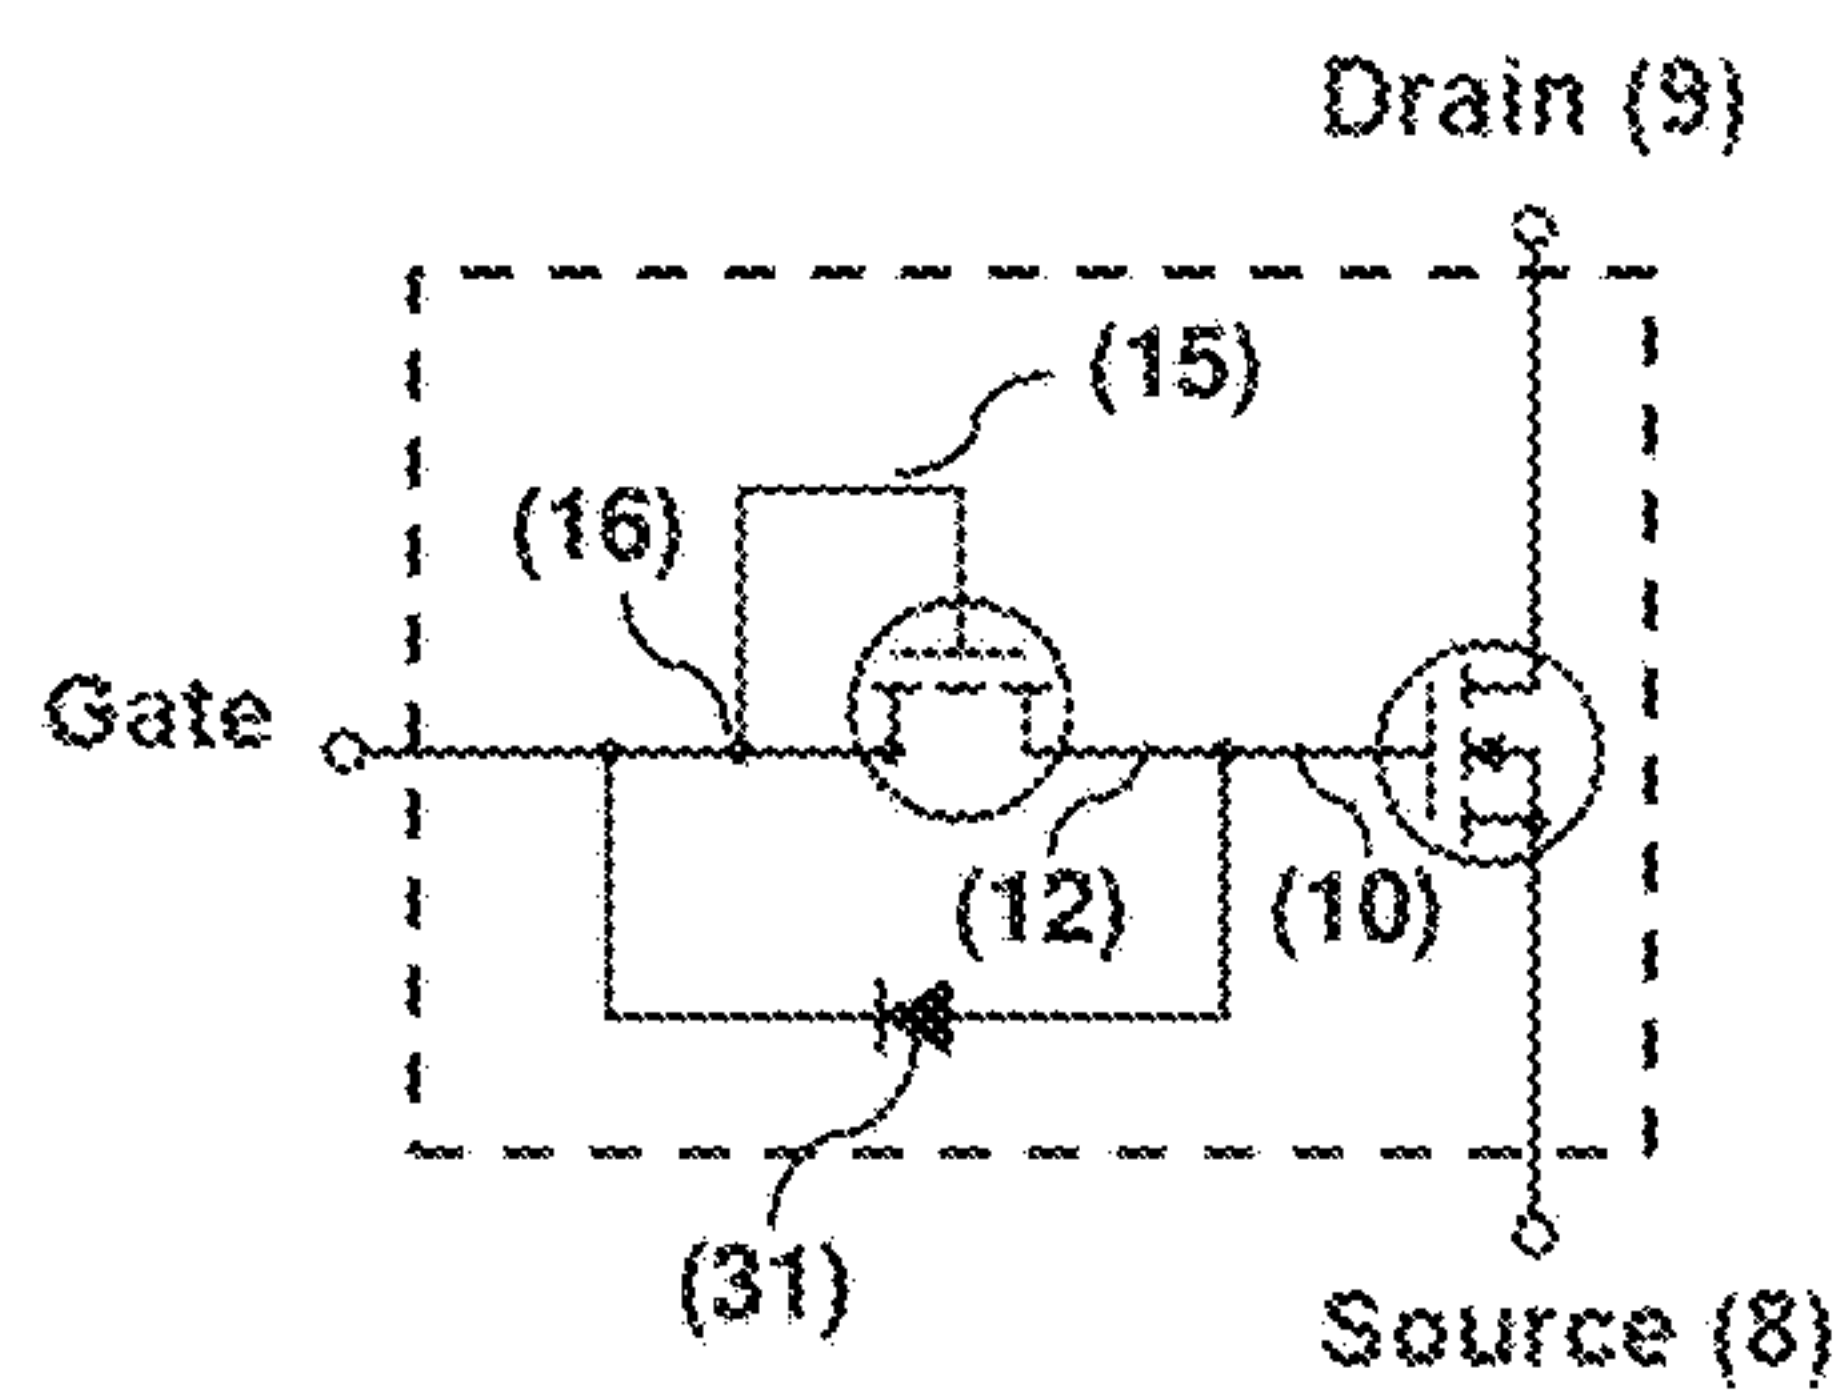 Drain (9)
(15)
(16)
Gate
(12)
(10)
(31)
Source (8)